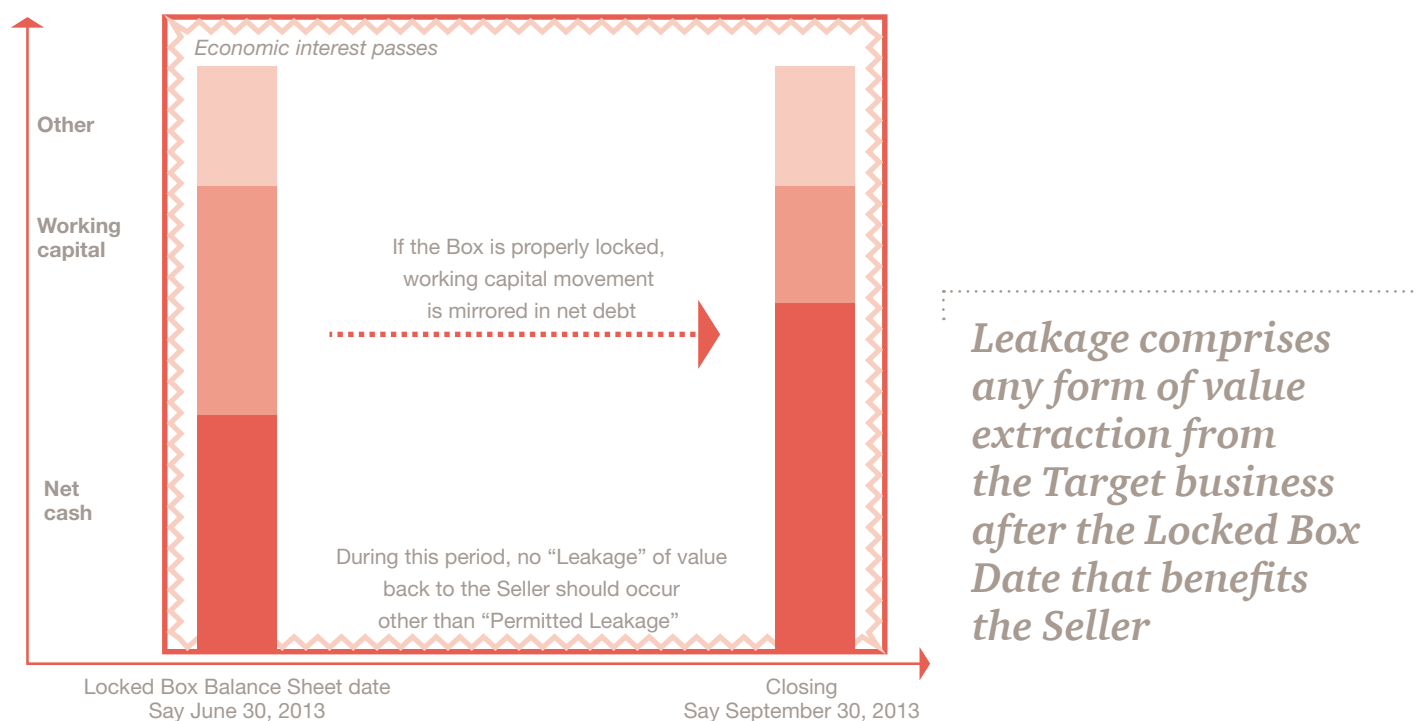 Economic interest passes
Other
Working
capital
If the Box is properly locked,
working capital movement
is mirrored in net debt
Net
cash
During this period, no “Leakage” of value
back to the Seller should occur
other than “Permitted Leakage”
Locked Box Balance Sheet date
Say June 30, 2013
Closing
Say September 30, 2013
Leakage comprises
any form of value
extraction from
the Target business
after the Locked Box
Date that benefits
the Seller